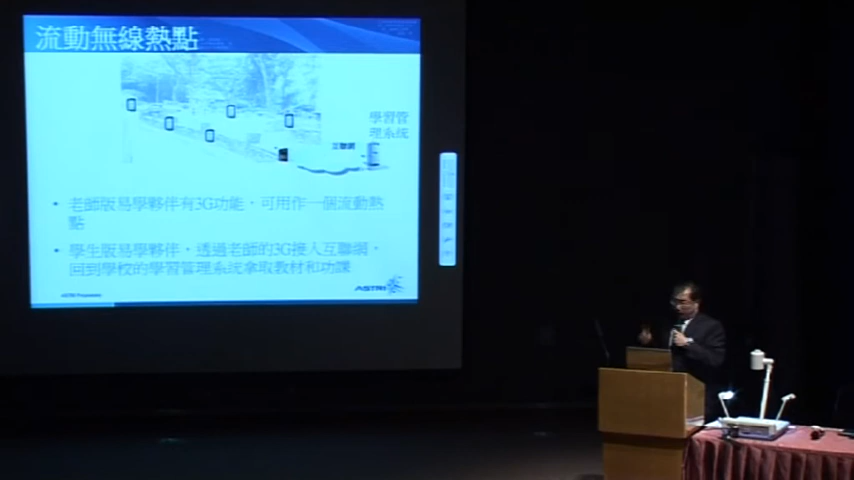 流動無線熱點
學習管
理系統
互聯網
• 老師版易學夥伴有3G功能，可用作一個流動熱
點
• 學生版易學夥伴，透過老師的3G接入互聯網，
回到學校的學習管理系統拿取教材和功課
ASTRI Proprietary
ASTRI